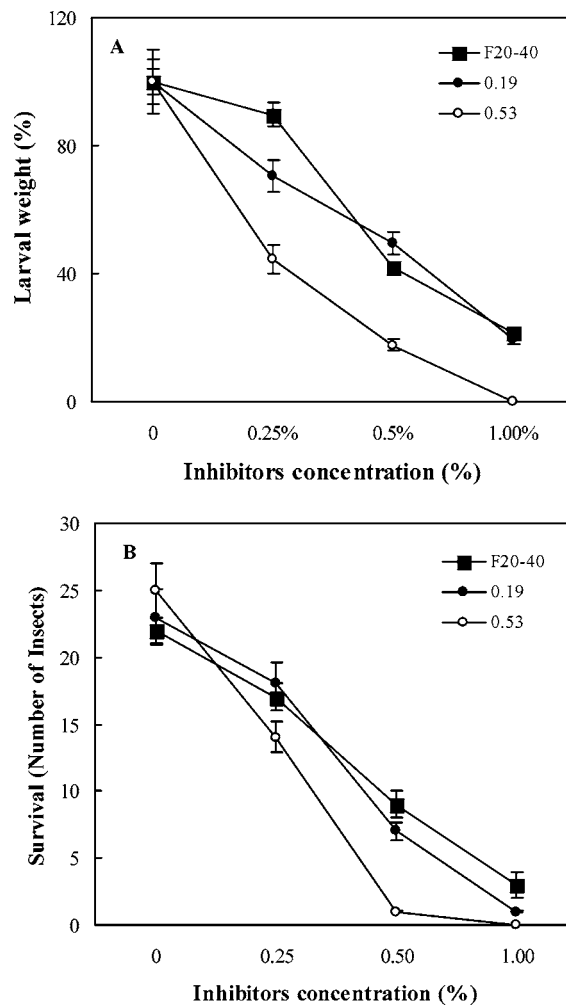 120
A
F20-40
0.19
0.53
80
40
0
Larval weight (%)
0 0.25% 0.5% 1.00%
Inhibitors concentration (%)
30
B
F20-40
0.19
0.53
25
20
15
10
5
0
Survival (Number of Insects)
0 0.25 0.50 1.00
Inhibitors concentration (%)